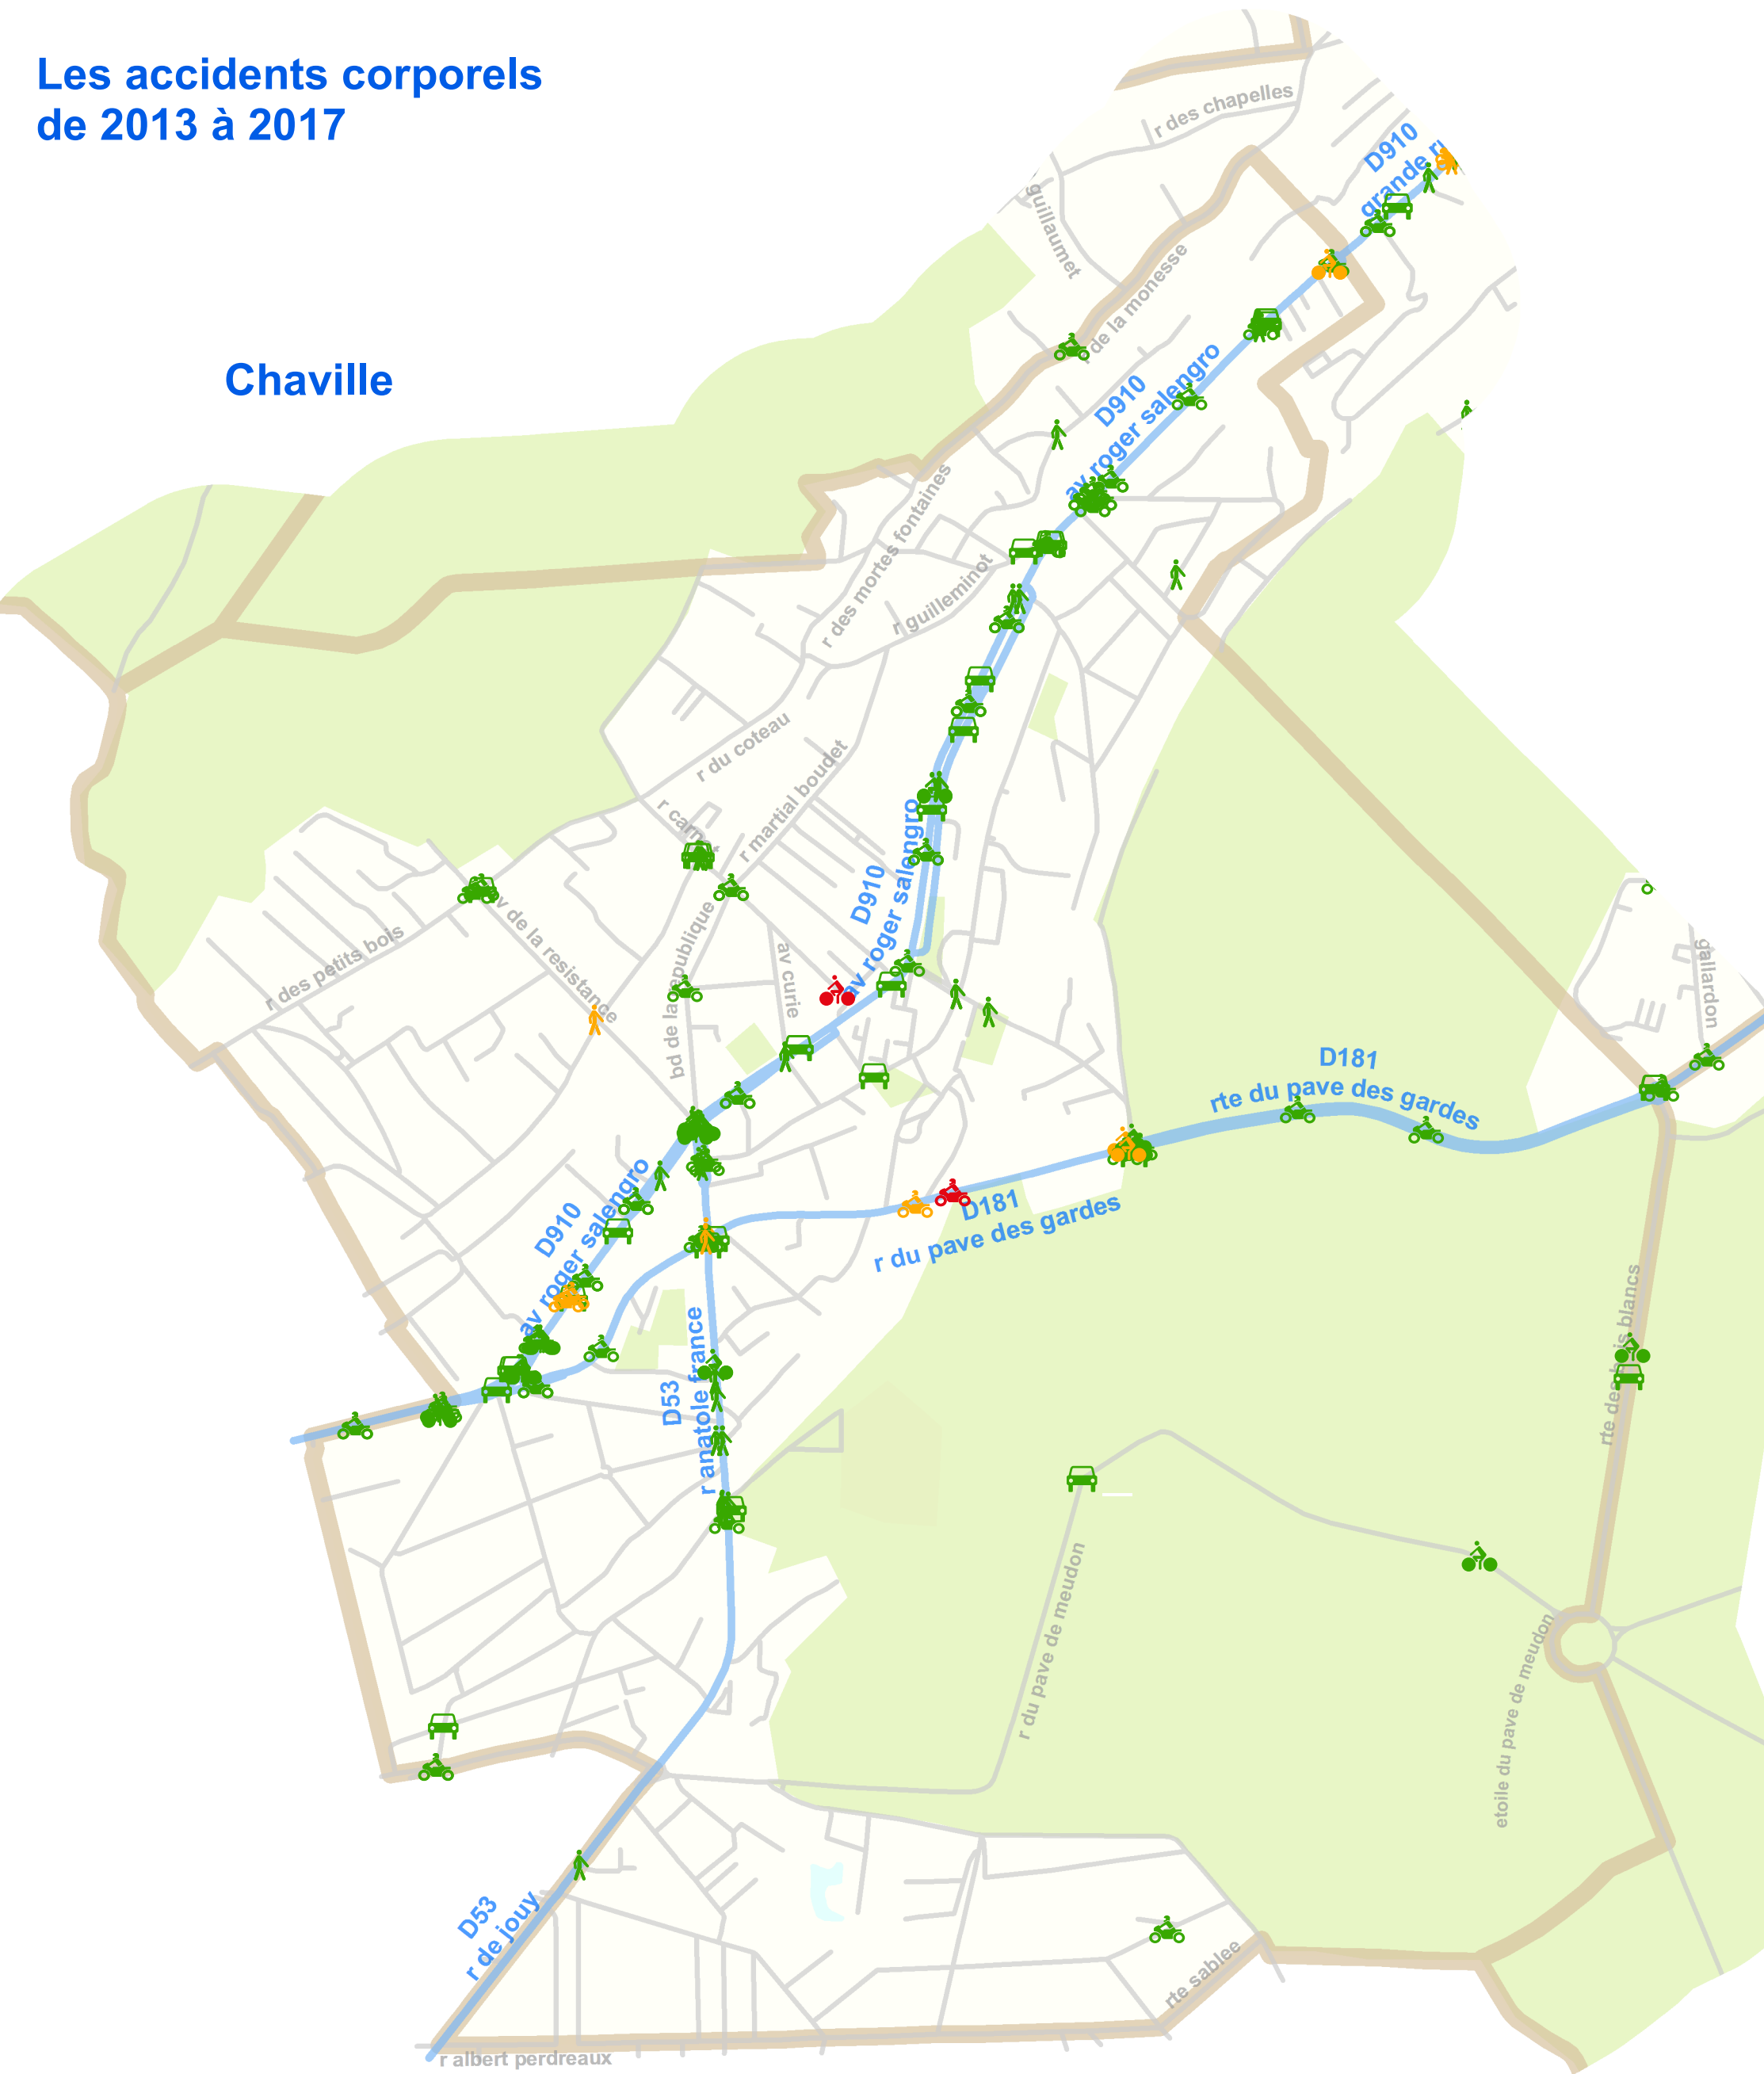 Les accidents corporels
de 2013 à 2017
Chaville
r des chapelles
D910
grande r
guillaumet
r de la monesse
D910
av roger salengro
r des mortes fontaines
r guilleminot
r du coteau
r martial boudet
r carnot
D910
av roger salengro
v de la resistance
r des petits bois
bd de la republique
av curie
gallardon
D181
rte du pave des gardes
D181
r du pave des gardes
D910
av roger salengro
D53
r anatole france
rte des bois blancs
r du pave de meudon
etoile du pave de meudon
D53
r de jouy
rte sablee
r albert perdreaux